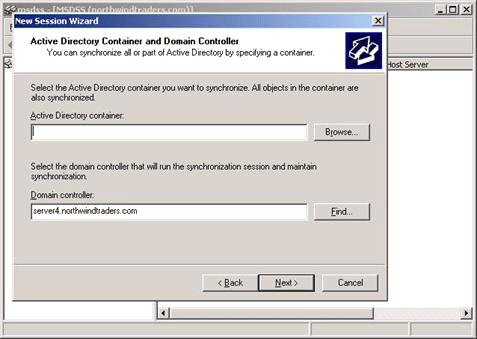 msdss - [MSDSS (northwindtraders.com)]
New Session Wizard
Active Directory Container and Domain Controller
You can synchronize all or part of Active Directory by specifying a container.
Host Server
Select the Active Directory container you want to synchronize. All objects in the container are
also synchronized.
Active Directory container:
Browse...
Select the domain controller that will run the synchronization session and maintain
synchronization.
Domain controller:
server4.northwindtraders.com
Find...
< Back
Next >
Cancel